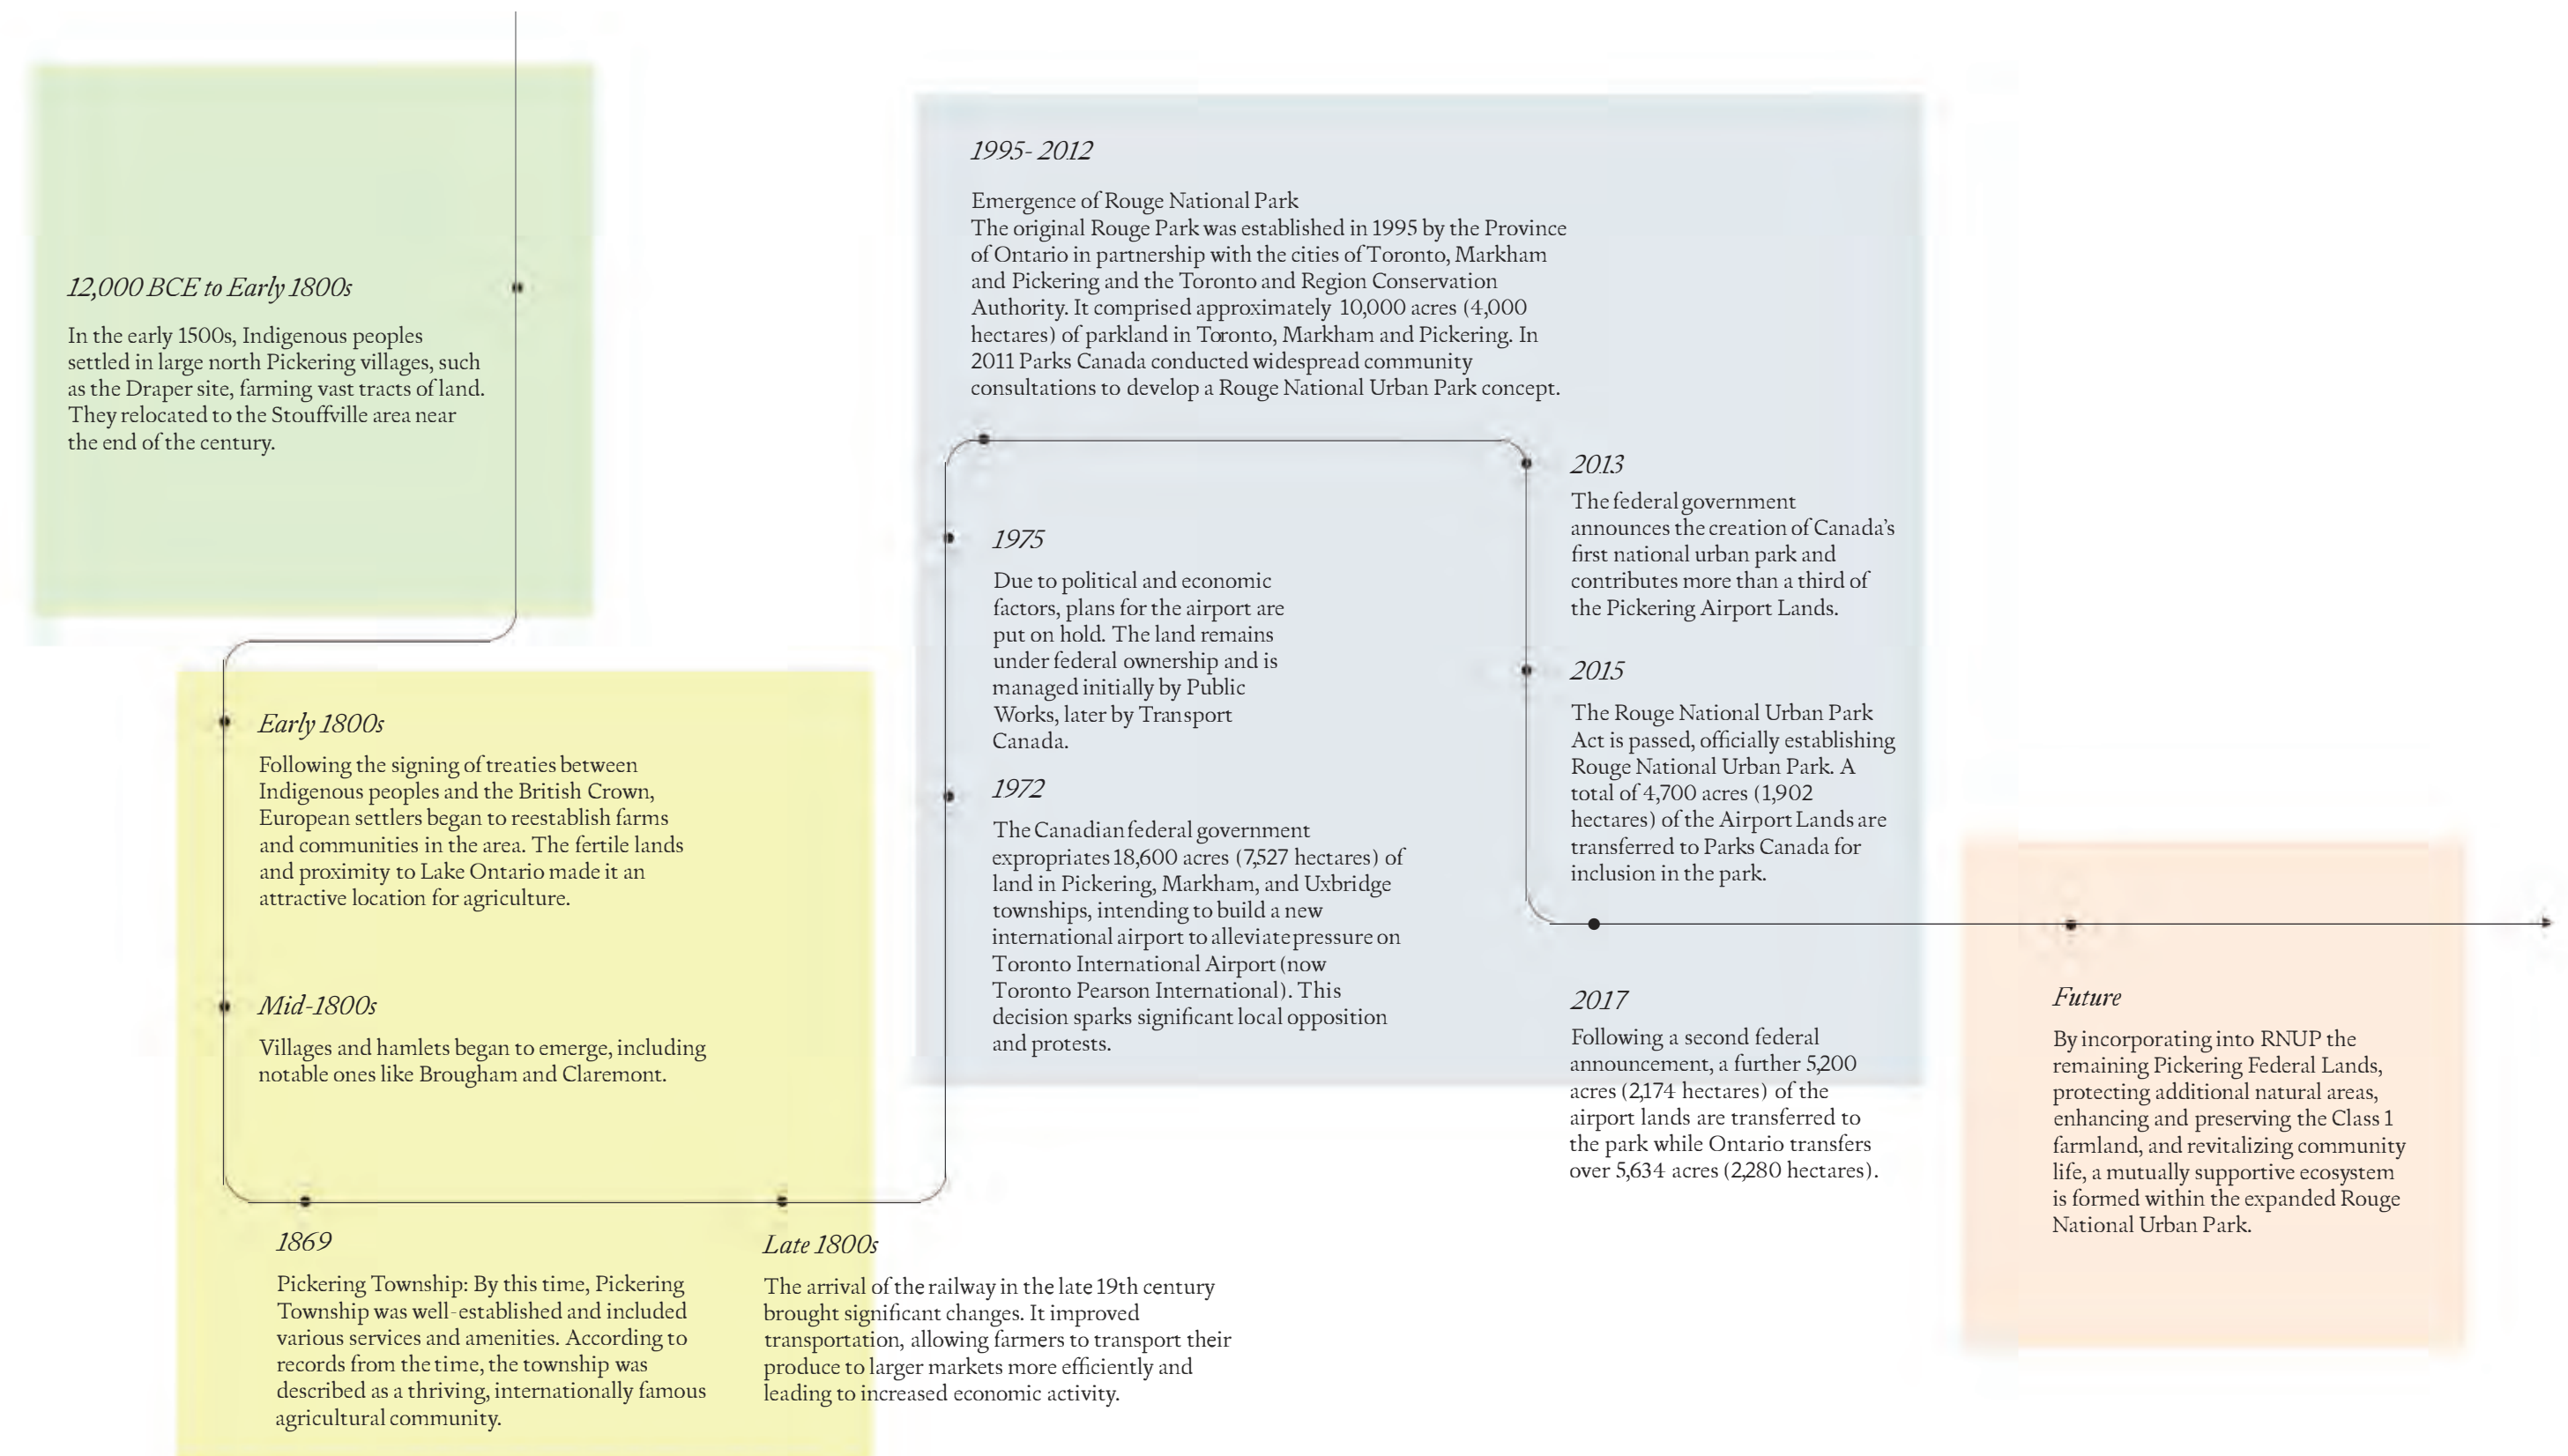 12,000 BCE to Early 1800s
In the early 1500s, Indigenous peoples
settled in large north Pickering villages, such
as the Draper site, farming vast tracts of land.
They relocated to the Stouffville area near
the end of the century.
Early 1800s
Following the signing of treaties between
Indigenous peoples and the British Crown,
European settlers began to reestablish farms
and communities in the area. The fertile lands
and proximity to Lake Ontario made it an
attractive location for agriculture.
Mid-1800s
Villages and hamlets began to emerge, including
notable ones like Brougham and Claremont.
1869
Pickering Township: By this time, Pickering
Township was well-established and included
various services and amenities. According to
records from the time, the township was
described as a thriving, internationally famous
agricultural community.
Late 1800s
The arrival of the railway in the late 19th century
brought significant changes. It improved
transportation, allowing farmers to transport their
produce to larger markets more efficiently and
leading to increased economic activity.
1972
The Canadian federal government
expropriates 18,600 acres (7,527 hectares) of
land in Pickering, Markham, and Uxbridge
townships, intending to build a new
international airport to alleviate pressure on
Toronto International Airport (now
Toronto Pearson International). This
decision sparks significant local opposition
and protests.
1975
Due to political and economic
factors, plans for the airport are
put on hold. The land remains
under federal ownership and is
managed initially by Public
Works, later by Transport
Canada.
1995- 2012
Emergence of Rouge National Park
The original Rouge Park was established in 1995 by the Province
of Ontario in partnership with the cities of Toronto, Markham
and Pickering and the Toronto and Region Conservation
Authority. It comprised approximately 10,000 acres (4,000
hectares) of parkland in Toronto, Markham and Pickering. In
2011 Parks Canada conducted widespread community
consultations to develop a Rouge National Urban Park concept.
2013
The federal government
announces the creation of Canada's
first national urban park and
contributes more than a third of
the Pickering Airport Lands.
2015
The Rouge National Urban Park
Act is passed, officially establishing
Rouge National Urban Park. A
total of 4,700 acres (1,902
hectares) of the Airport Lands are
transferred to Parks Canada for
inclusion in the park.
2017
Following a second federal
announcement, a further 5,200
acres (2,174 hectares) of the
airport lands are transferred to
the park while Ontario transfers
over 5,634 acres (2,280 hectares).
Future
By incorporating into RNUP the
remaining Pickering Federal Lands,
protecting additional natural areas,
enhancing and preserving the Class 1
farmland, and revitalizing community
life, a mutually supportive ecosystem
is formed within the expanded Rouge
National Urban Park.